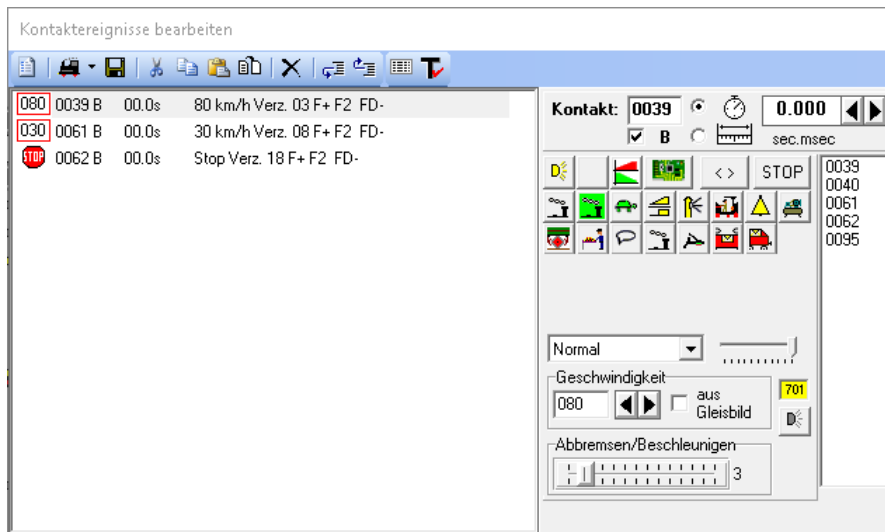 Kontaktereignisse bearbeiten
080 0039 B 00.0s 80 km/h Verz. 03 F+ F2 FD-
030 0061 B 00.0s 30 km/h Verz. 08 F+ F2 FD-
STOP 0062 B 00.0s Stop Verz. 18 F+ F2 FD-
Kontakt: 0039 0.000
B sec.msec
D < > STOP
0039
0040
0061
0062
0095
Normal
Geschwindigkeit
080 aus
Gleisbild
701
D
Abbremsen/Beschleunigen
3